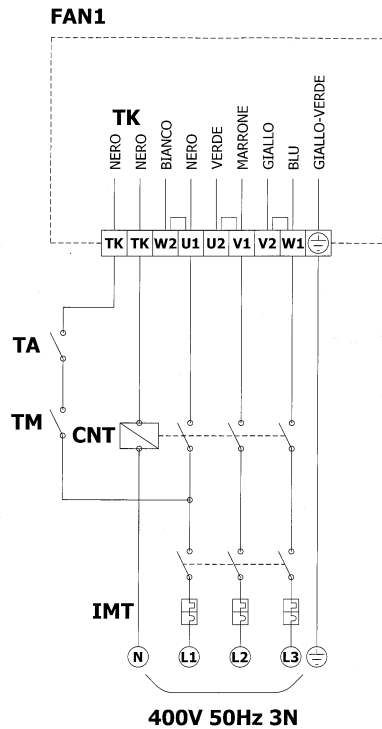 FAN1
TK
NERO
NERO
BIANCO
NERO
VERDE
MARRONE
GIALLO
BLU
GIALLO-VERDE
TK TK W2 U1 U2 V1 V2 W1
TA
TM
CNT
IMT
N L1 L2 L3
400V 50Hz 3N